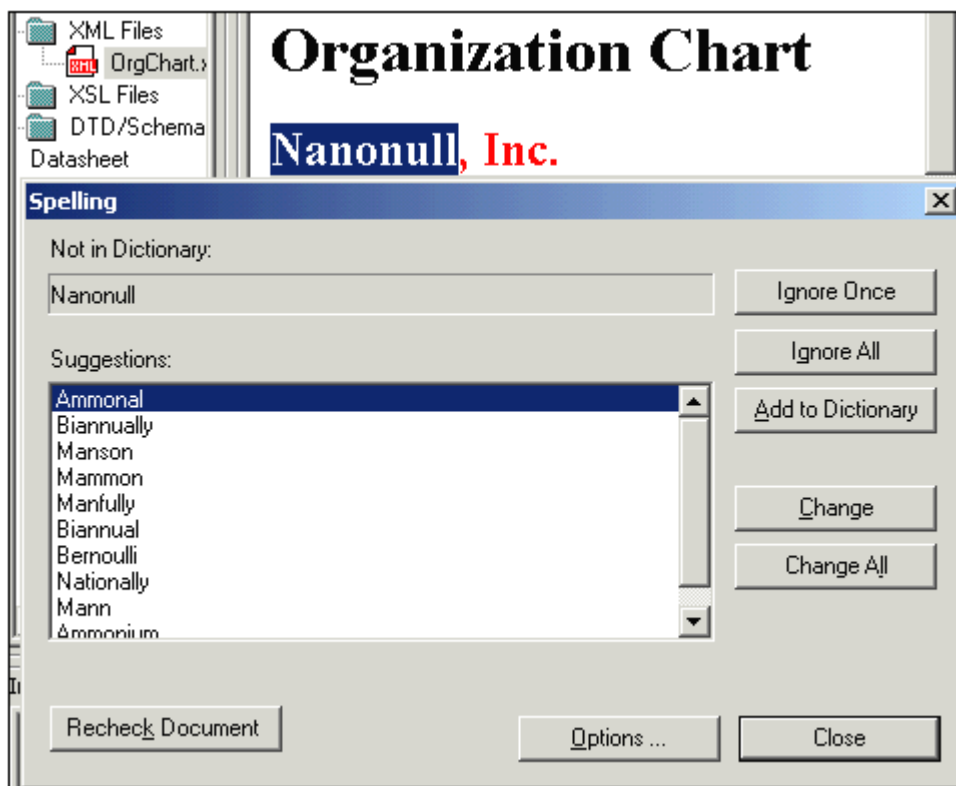 XML Files
OrgChart.x
XSL Files
DTD/Schema
Datasheet
Organization Chart
Nanonull, Inc.
Spelling
Not in Dictionary:
Nanonull
Ignore Once
Ignore All
Add to Dictionary
Suggestions:
Ammonal
Biannually
Manson
Mammon
Manfully
Biannual
Bernoulli
Nationally
Mann
Ammonium
Change
Change All
Recheck Document
Options ...
Close